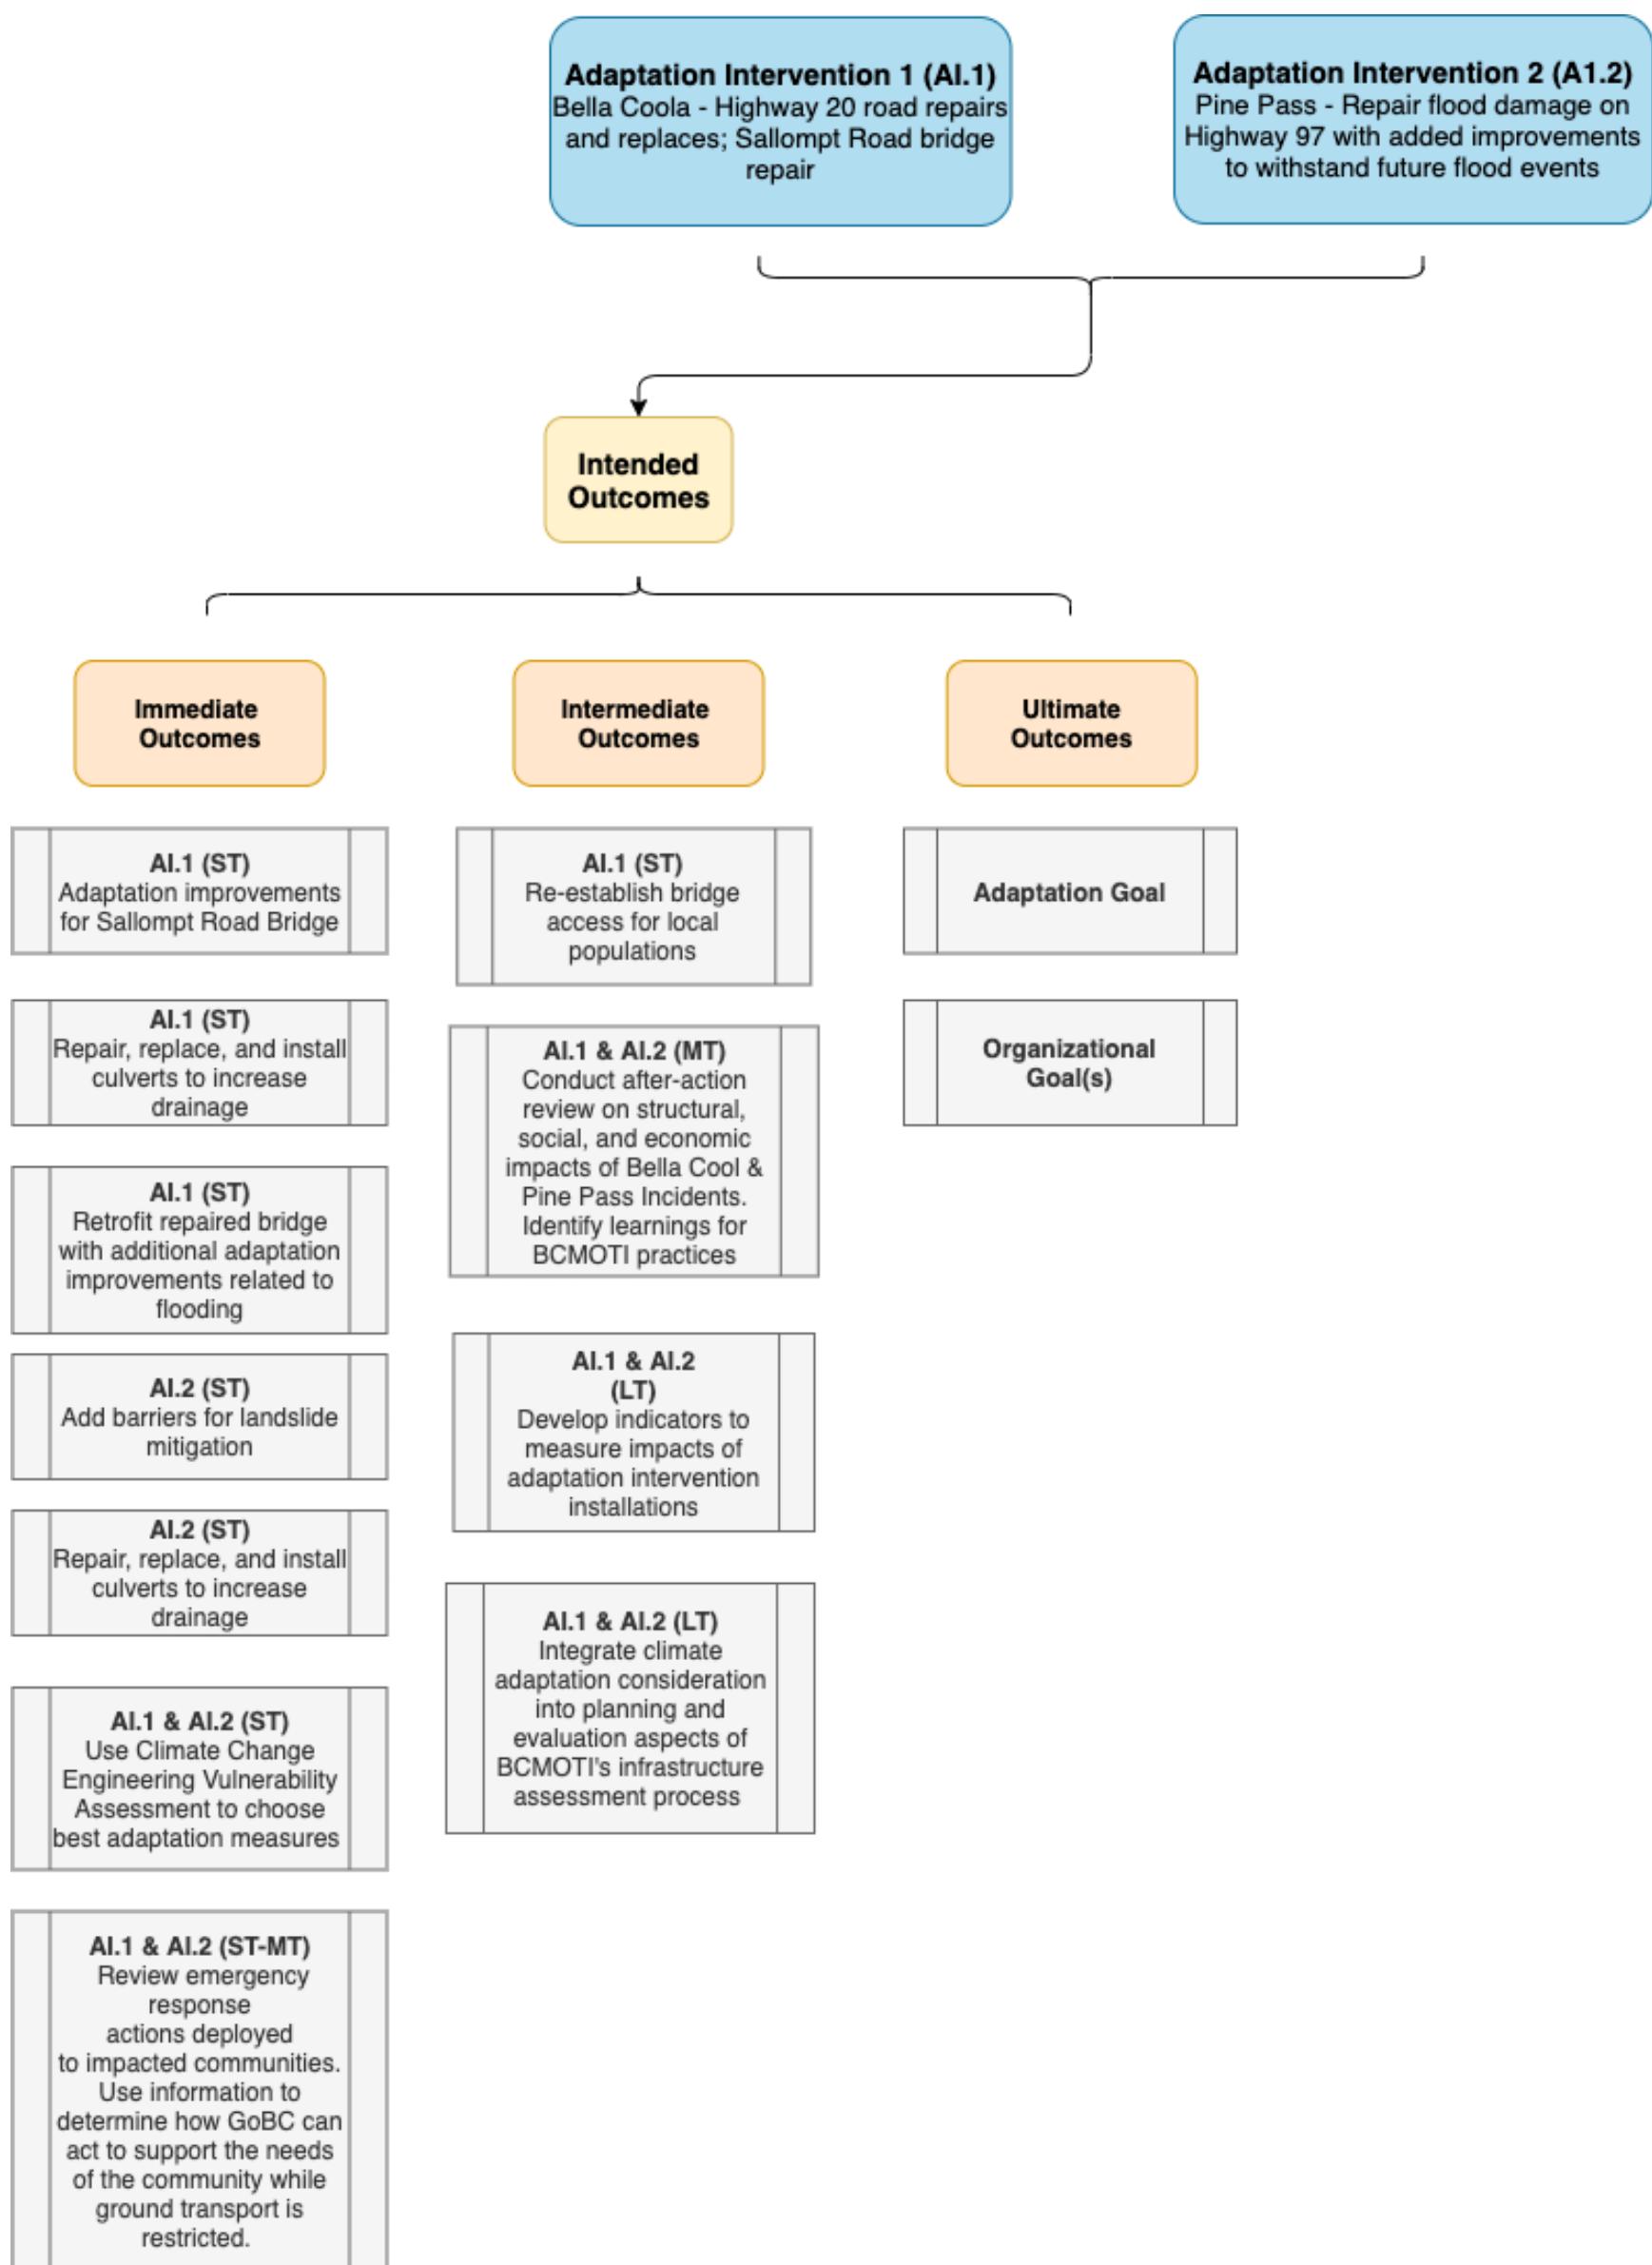 Adaptation Intervention 1 (AI.1)
Bella Coola - Highway 20 road repairs
and replaces; Sallompt Road bridge
repair
Adaptation Intervention 2 (A1.2)
Pine Pass - Repair flood damage on
Highway 97 with added improvements
to withstand future flood events
Intended
Outcomes
Immediate
Outcomes
AI.1 (ST)
Adaptation improvements
for Sallompt Road Bridge
AI.1 (ST)
Repair, replace, and install
culverts to increase
drainage
AI.1 (ST)
Retrofit repaired bridge
with additional adaptation
improvements related to
flooding
AI.2 (ST)
Add barriers for landslide
mitigation
AI.2 (ST)
Repair, replace, and install
culverts to increase
drainage
AI.1 & AI.2 (ST)
Use Climate Change
Engineering Vulnerability
Assessment to choose
best adaptation measures
AI.1 & AI.2 (ST-MT)
Review emergency
response
actions deployed
to impacted communities.
Use information to
determine how GoBC can
act to support the needs
of the community while
ground transport is
restricted.
Intermediate
Outcomes
AI.1 (ST)
Re-establish bridge
access for local
populations
AI.1 & AI.2 (MT)
Conduct after-action
review on structural,
social, and economic
impacts of Bella Cool &
Pine Pass Incidents.
Identify learnings for
BCMOTI practices
AI.1 & AI.2
(LT)
Develop indicators to
measure impacts of
adaptation intervention
installations
AI.1 & AI.2 (LT)
Integrate climate
adaptation consideration
into planning and
evaluation aspects of
BCMOTI's infrastructure
assessment process
Ultimate
Outcomes
Adaptation Goal
Organizational
Goal(s)